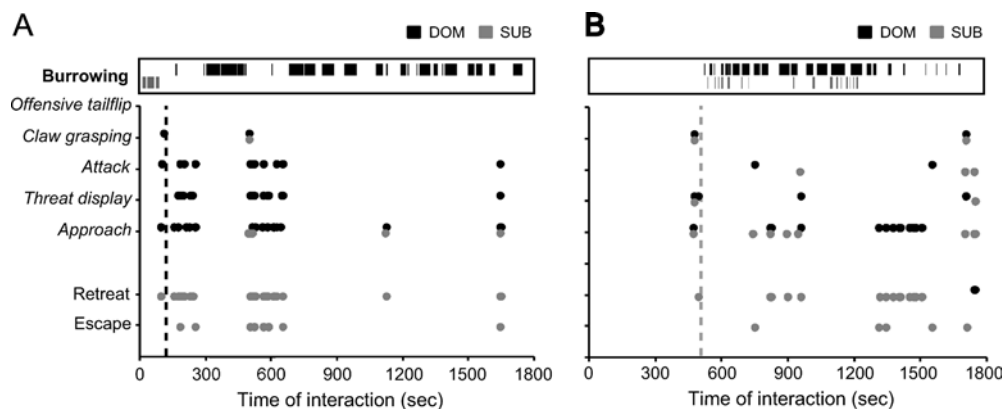 A
DOM SUB
Burrowing
Offensive tailflip
Claw grasping
Attack
Threat display
Approach
Retreat
Escape
0 300 600 900 1200 1500 1800
Time of interaction (sec)
B
DOM SUB
0 300 600 900 1200 1500 1800
Time of interaction (sec)